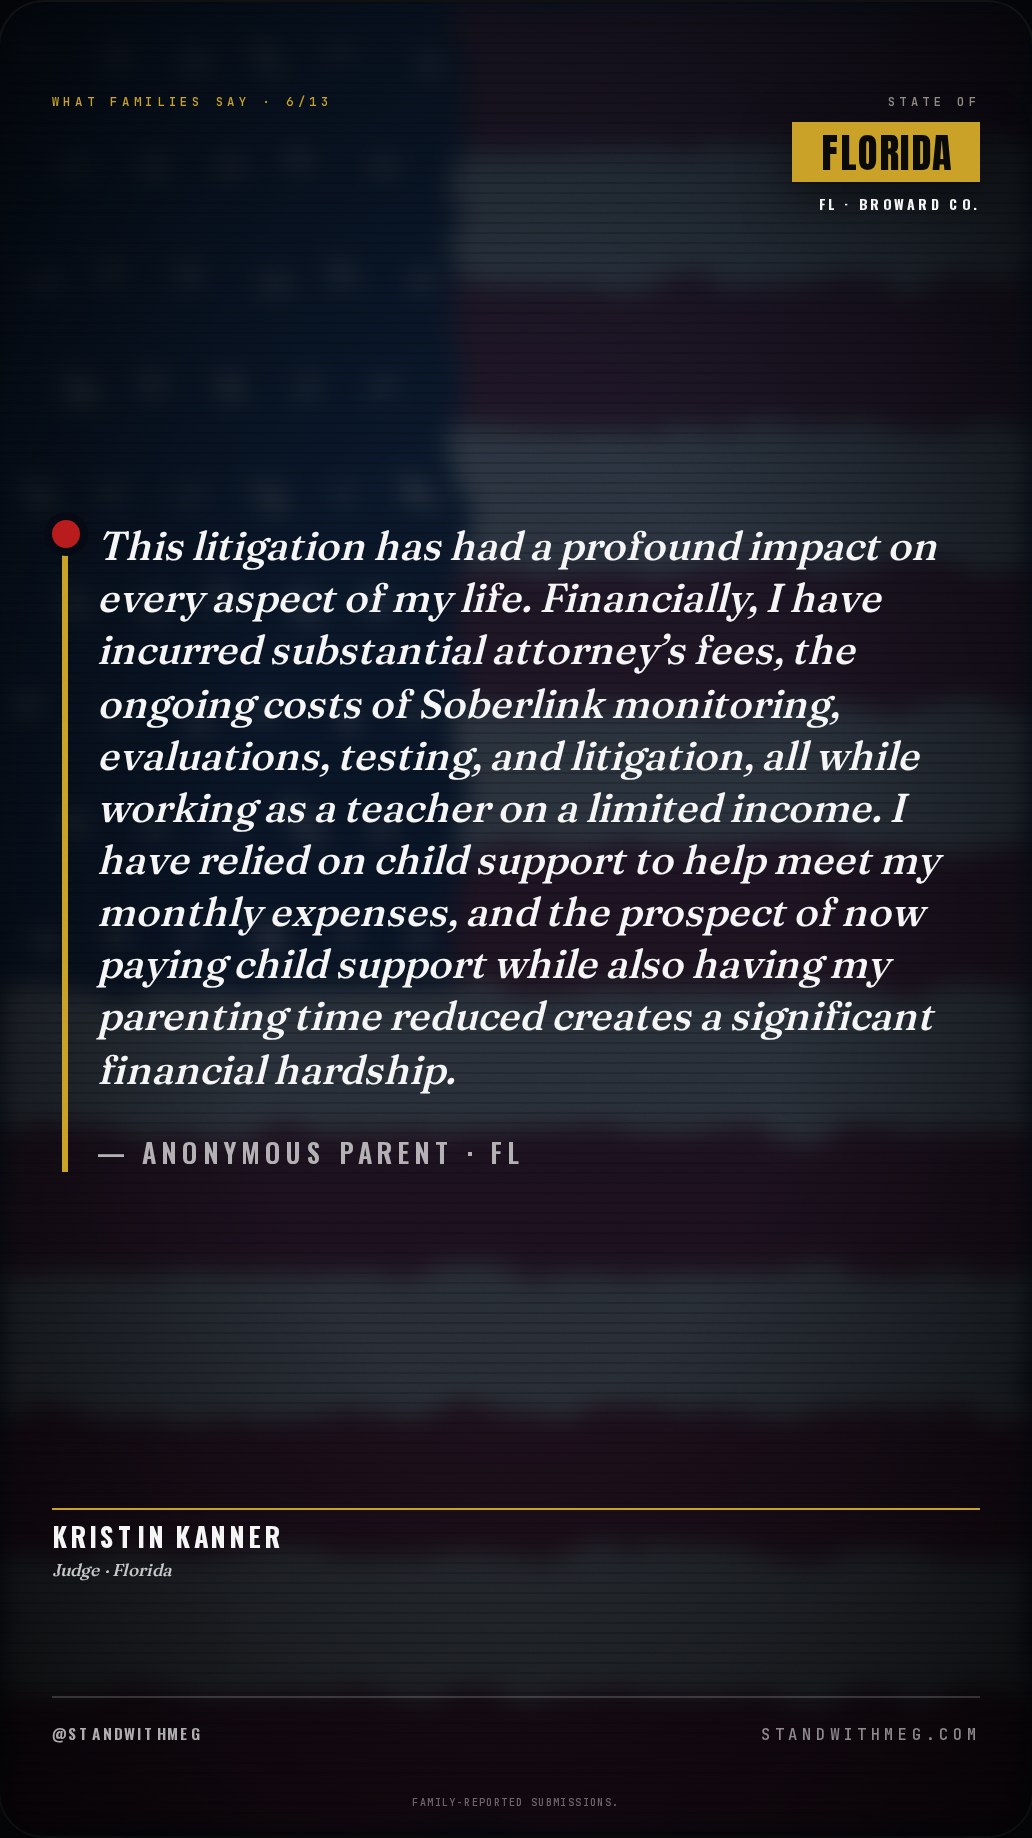 WHAT FAMILIES SAY · 6/13
STATE OF
FLORIDA
FL · BROWARD CO.
This litigation has had a profound impact on
every aspect of my life. Financially, I have
incurred substantial attorney’s fees, the
ongoing costs of Soberlink monitoring,
evaluations, testing, and litigation, all while
working as a teacher on a limited income. I
have relied on child support to help meet my
monthly expenses, and the prospect of now
paying child support while also having my
parenting time reduced creates a significant
financial hardship.
— ANONYMOUS PARENT · FL
KRISTIN KANNER
Judge · Florida
@STANDWITHMEG
STANDWITHMEG.COM
FAMILY-REPORTED SUBMISSIONS.